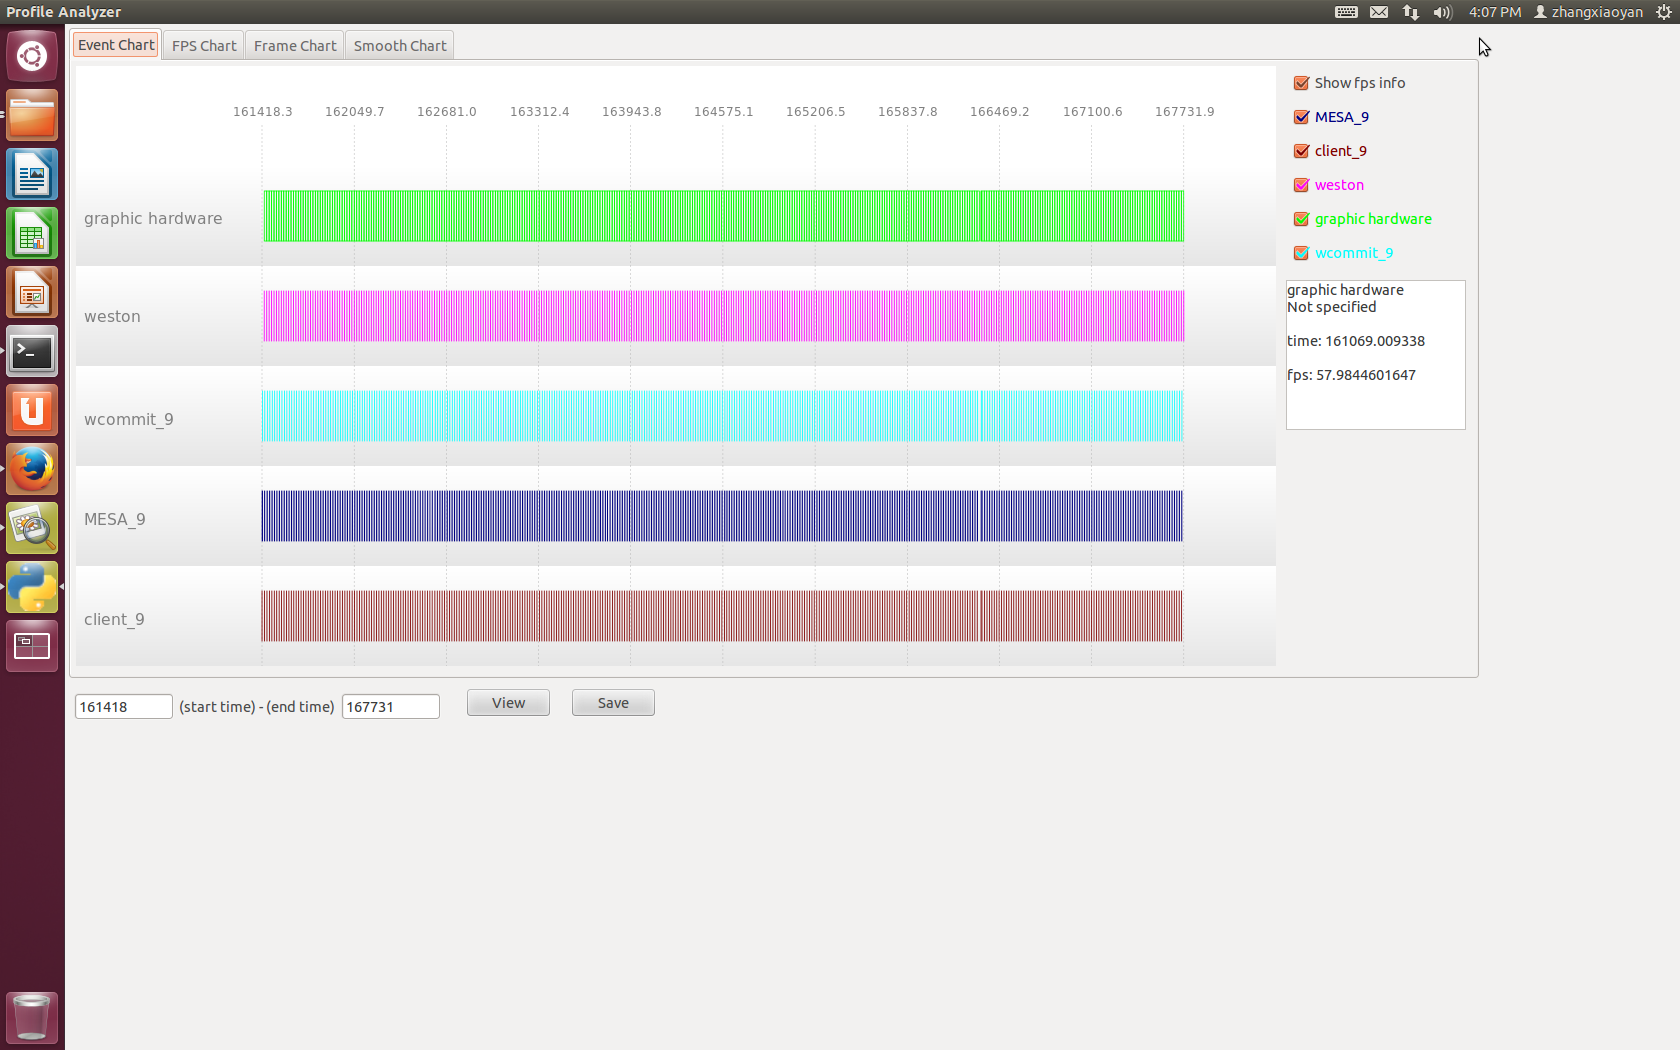 Profile Analyzer
4:07 PM zhangxiaoyan
Event Chart FPS Chart Frame Chart Smooth Chart
161418.3 162049.7 162681.0 163312.4 163943.8 164575.1 165206.5 165837.8 166469.2 167100.6 167731.9
graphic hardware
weston
wcommit_9
MESA_9
client_9
Show fps info
MESA_9
client_9
weston
graphic hardware
wcommit_9
graphic hardware
Not specified
time: 161069.009338
fps: 57.9844601647
161418 (start time) - (end time) 167731 View Save